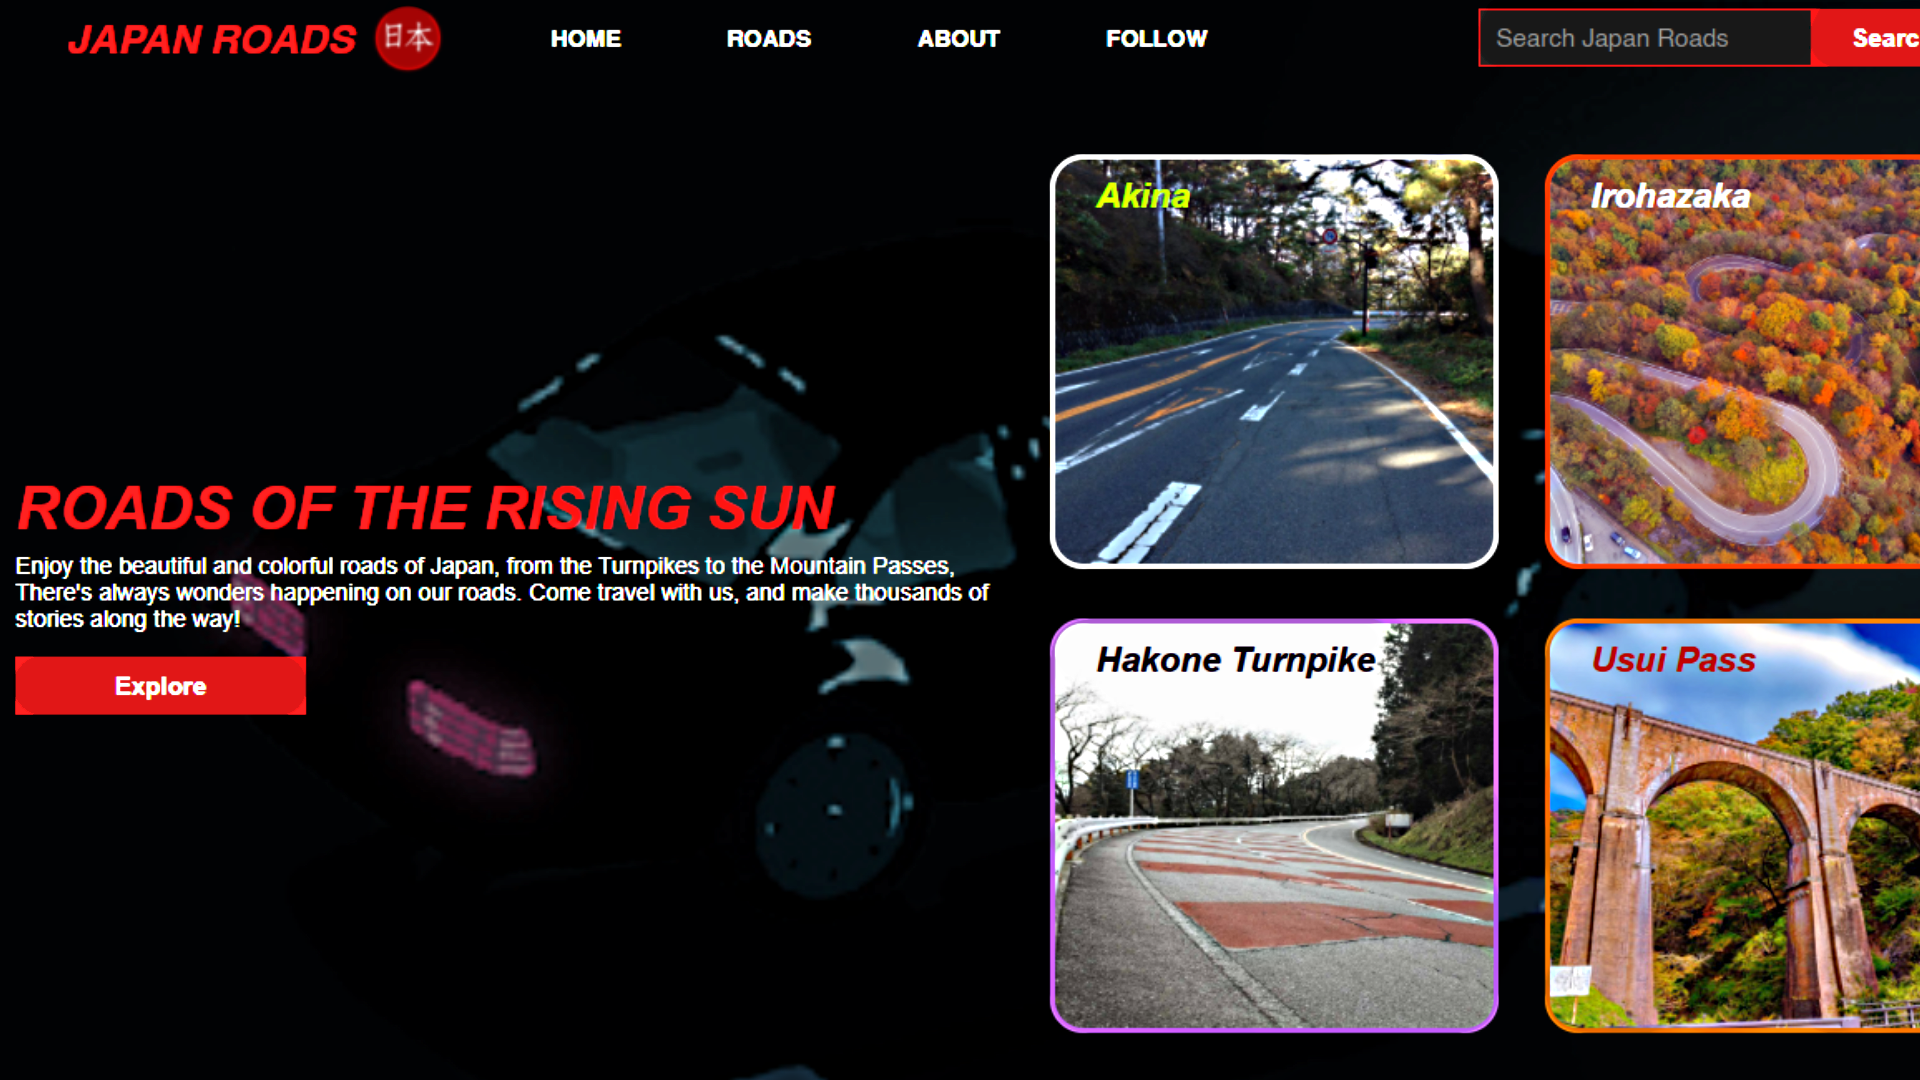 JAPAN ROADS 日本 HOME ROADS ABOUT FOLLOW Search Japan Roads Searc
Akina Irohazaka
ROADS OF THE RISING SUN
Enjoy the beautiful and colorful roads of Japan, from the Turnpikes to the Mountain Passes,
There's always wonders happening on our roads. Come travel with us, and make thousands of
stories along the way!
Explore
Hakone Turnpike Usui Pass